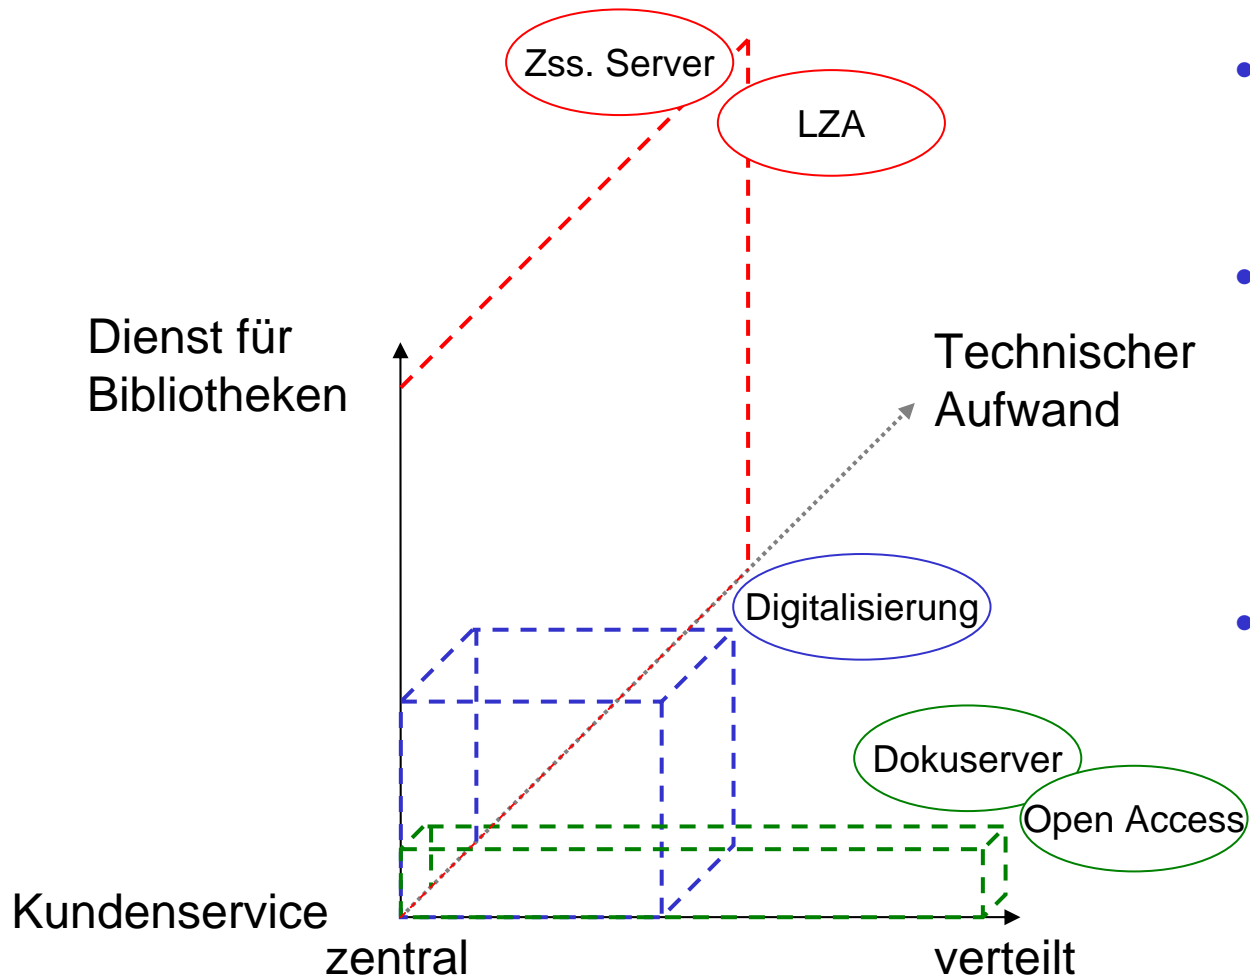 Zss. Server
LZA
Dienst für
Bibliotheken
Technischer
Aufwand
Digitalisierung
Dokuserver
Open Access
Kundenservice
zentral
verteilt